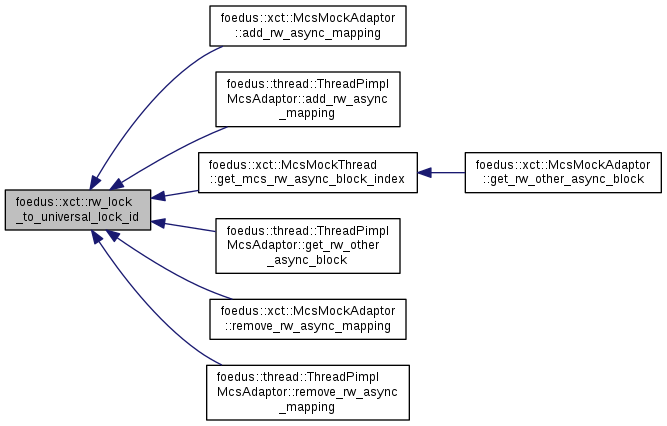 foedus::xct::McsMockAdaptor
::add_rw_async_mapping
foedus::thread::ThreadPimpl
McsAdaptor::add_rw_async
_mapping
foedus::xct::McsMockThread
::get_mcs_rw_async_block_index
foedus::xct::McsMockAdaptor
::get_rw_other_async_block
foedus::xct::rw_lock
_to_universal_lock_id
foedus::thread::ThreadPimpl
McsAdaptor::get_rw_other
_async_block
foedus::xct::McsMockAdaptor
::remove_rw_async_mapping
foedus::thread::ThreadPimpl
McsAdaptor::remove_rw_async
_mapping